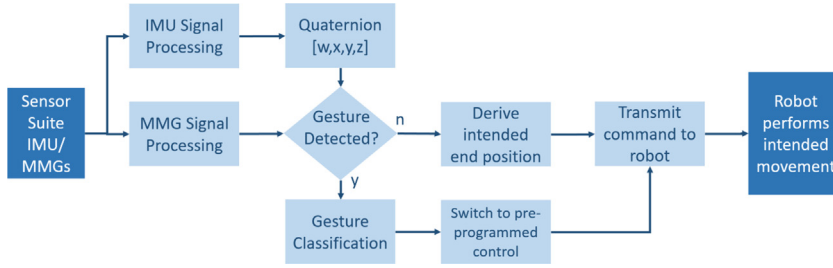 IMU Signal
Processing
Quaternion
[w,x,y,z]
Sensor
Suite
IMU/
MMGs
MMG Signal
Processing
Gesture
Detected?
n
Derive
intended
end position
Transmit
command to
robot
Robot
performs
intended
movement
y
Gesture
Classification
Switch to pre-
programmed
control